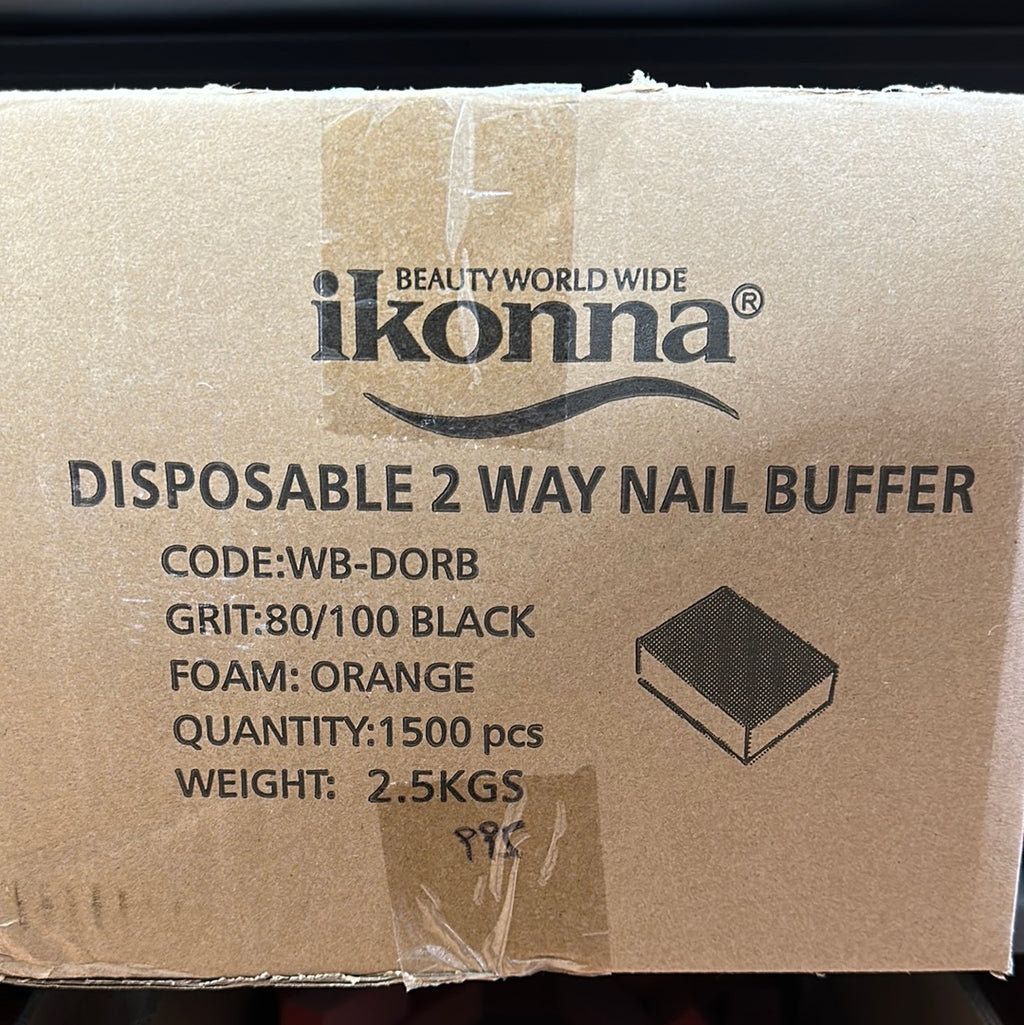 BEAUTY WORLD WIDE
ikonna®
DISPOSABLE 2 WAY NAIL BUFFER
CODE:WB-DORB
GRIT:80/100 BLACK
FOAM: ORANGE
QUANTITY:1500 pcs
WEIGHT: 2.5KGS